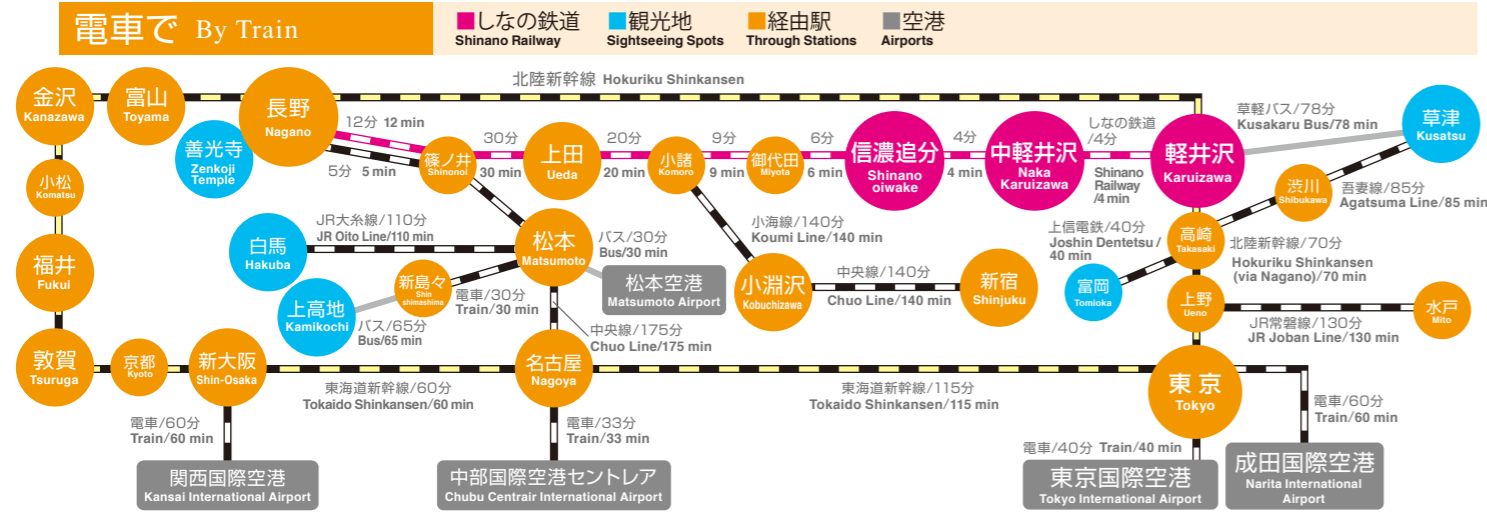 電車で By Train
しなの鉄道
Shinano Railway
観光地
Sightseeing Spots
経由駅
Through Stations
空港
Airports
北陸新幹線 Hokuriku Shinkansen
金沢
Kanazawa
富山
Toyama
長野
Nagano
善光寺
Zenkoji
Temple
12分 12 min
5分 5 min
篠ノ井
Shinonoi
30分
30 min
上田
Ueda
20分
20 min
小諸
Komoro
9分
9 min
御代田
Miyota
6分
6 min
信濃追分
Shinano
oiwake
4分
4 min
中軽井沢
Naka
Karuizawa
しなの鉄道
/4分
Shinano
Railway
/4 min
軽井沢
Karuizawa
草軽バス/78分
Kusakaru Bus/78 min
草津
Kusatsu
渋川
Shibukawa
吾妻線/85分
Agatsuma Line/85 min
小松
Komatsu
福井
Fukui
敦賀
Tsuruga
京都
Kyoto
新大阪
Shin-Osaka
JR大糸線/110分
JR Oito Line/110 min
白馬
Hakuba
松本
Matsumoto
バス/30分
Bus/30 min
松本空港
Matsumoto Airport
新島々
Shin
shimashima
電車/30分
Train/30 min
上高地
Kamikochi
バス/65分
Bus/65 min
中央線/175分
Chuo Line/175 min
小海線/140分
Koumi Line/140 min
小淵沢
Kobuchizawa
中央線/140分
Chuo Line/140 min
新宿
Shinjuku
上信電鉄/40分
Joshin Dentetsu /
40 min
富岡
Tomioka
高崎
Takasaki
北陸新幹線/70分
Hokuriku Shinkansen
(via Nagano)/70 min
上野
Ueno
JR常磐線/130分
JR Joban Line/130 min
水戸
Mito
東海道新幹線/60分
Tokaido Shinkansen/60 min
名古屋
Nagoya
東海道新幹線/115分
Tokaido Shinkansen/115 min
東京
Tokyo
電車/60分
Train/60 min
関西国際空港
Kansai International Airport
電車/33分
Train/33 min
中部国際空港セントレア
Chubu Centrair International Airport
電車/40分 Train/40 min
東京国際空港
Tokyo International Airport
電車/60分
Train/60 min
成田国際空港
Narita International
Airport